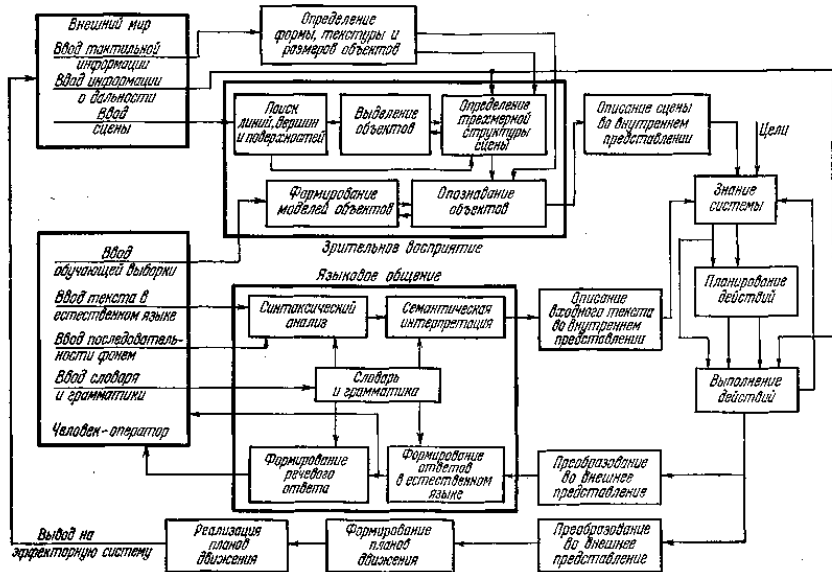 Внешний мир
Ввод тактильной
информации
Ввод информации
о дальности
Ввод
сцены
Определение
формы, текстуры и
размеров объектов
Поиск
линий, вершин
и поверхностей
Выделение
объектов
Определение
трехмерной
структуры
сцены
Описание сцены
во внутреннем
представлении
Цели
Формирование
моделей объектов
Опознавание
объектов
Знание
системы
Зрительное восприятие
Ввод
обучающей выборки
Ввод текста в
естественном языке
Ввод последователь-
ности фонем
Ввод словаря
и грамматики
Человек-оператор
Языковое общение
Синтаксический
анализ
Семантическая
интерпретация
Описание
входного текста
во внутреннем
представлении
Планирование
действий
Словарь
и грамматика
Выполнение
действий
Формирование
речевого
ответа
Формирование
ответов
в естественном
языке
Преобразование
во внешнее
представление
Вывод на
эффекторную систему
Реализация
планов
движения
Формирование
планов
движения
Преобразование
во внешнее
представление